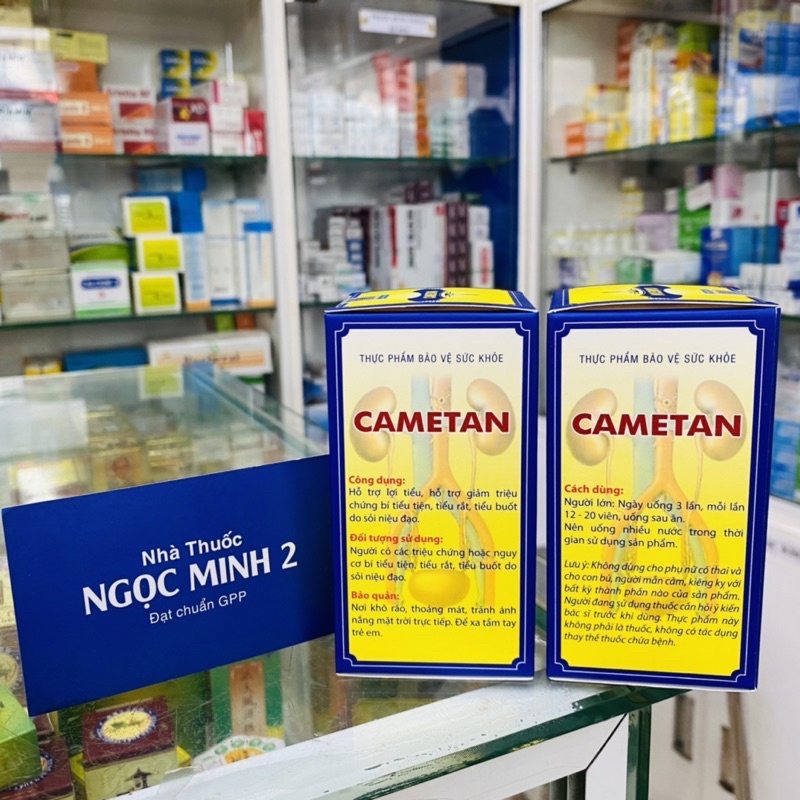 THỰC PHẨM BẢO VỆ SỨC KHỎE
CAMETAN
Công dụng:
Hỗ trợ lợi tiểu, hỗ trợ giảm triệu
chứng bí tiểu tiện, tiểu rắt, tiểu buốt
do sỏi niệu đạo.
Đối tượng sử dụng:
Người có các triệu chứng hoặc nguy
cơ bí tiểu tiện, tiểu rắt, tiểu buốt do
sỏi niệu đạo.
Bảo quản:
Nơi khô ráo, thoáng mát, tránh ánh
nắng mặt trời trực tiếp. Để xa tầm tay
trẻ em.
THỰC PHẨM BẢO VỆ SỨC KHỎE
CAMETAN
Cách dùng:
Người lớn: Ngày uống 3 lần, mỗi lần
12 - 20 viên, uống sau ăn.
Nên uống nhiều nước trong thời
gian sử dụng sản phẩm.
Lưu ý: Không dùng cho phụ nữ có thai và
cho con bú, người mẫn cảm, kiêng kỵ với
bất kỳ thành phần nào của sản phẩm.
Người đang sử dụng thuốc cần hỏi ý kiến
bác sĩ trước khi dùng. Thực phẩm này
không phải là thuốc, không có tác dụng
thay thế thuốc chữa bệnh.
Nhà Thuốc
NGỌC MINH 2
Đạt chuẩn GPP